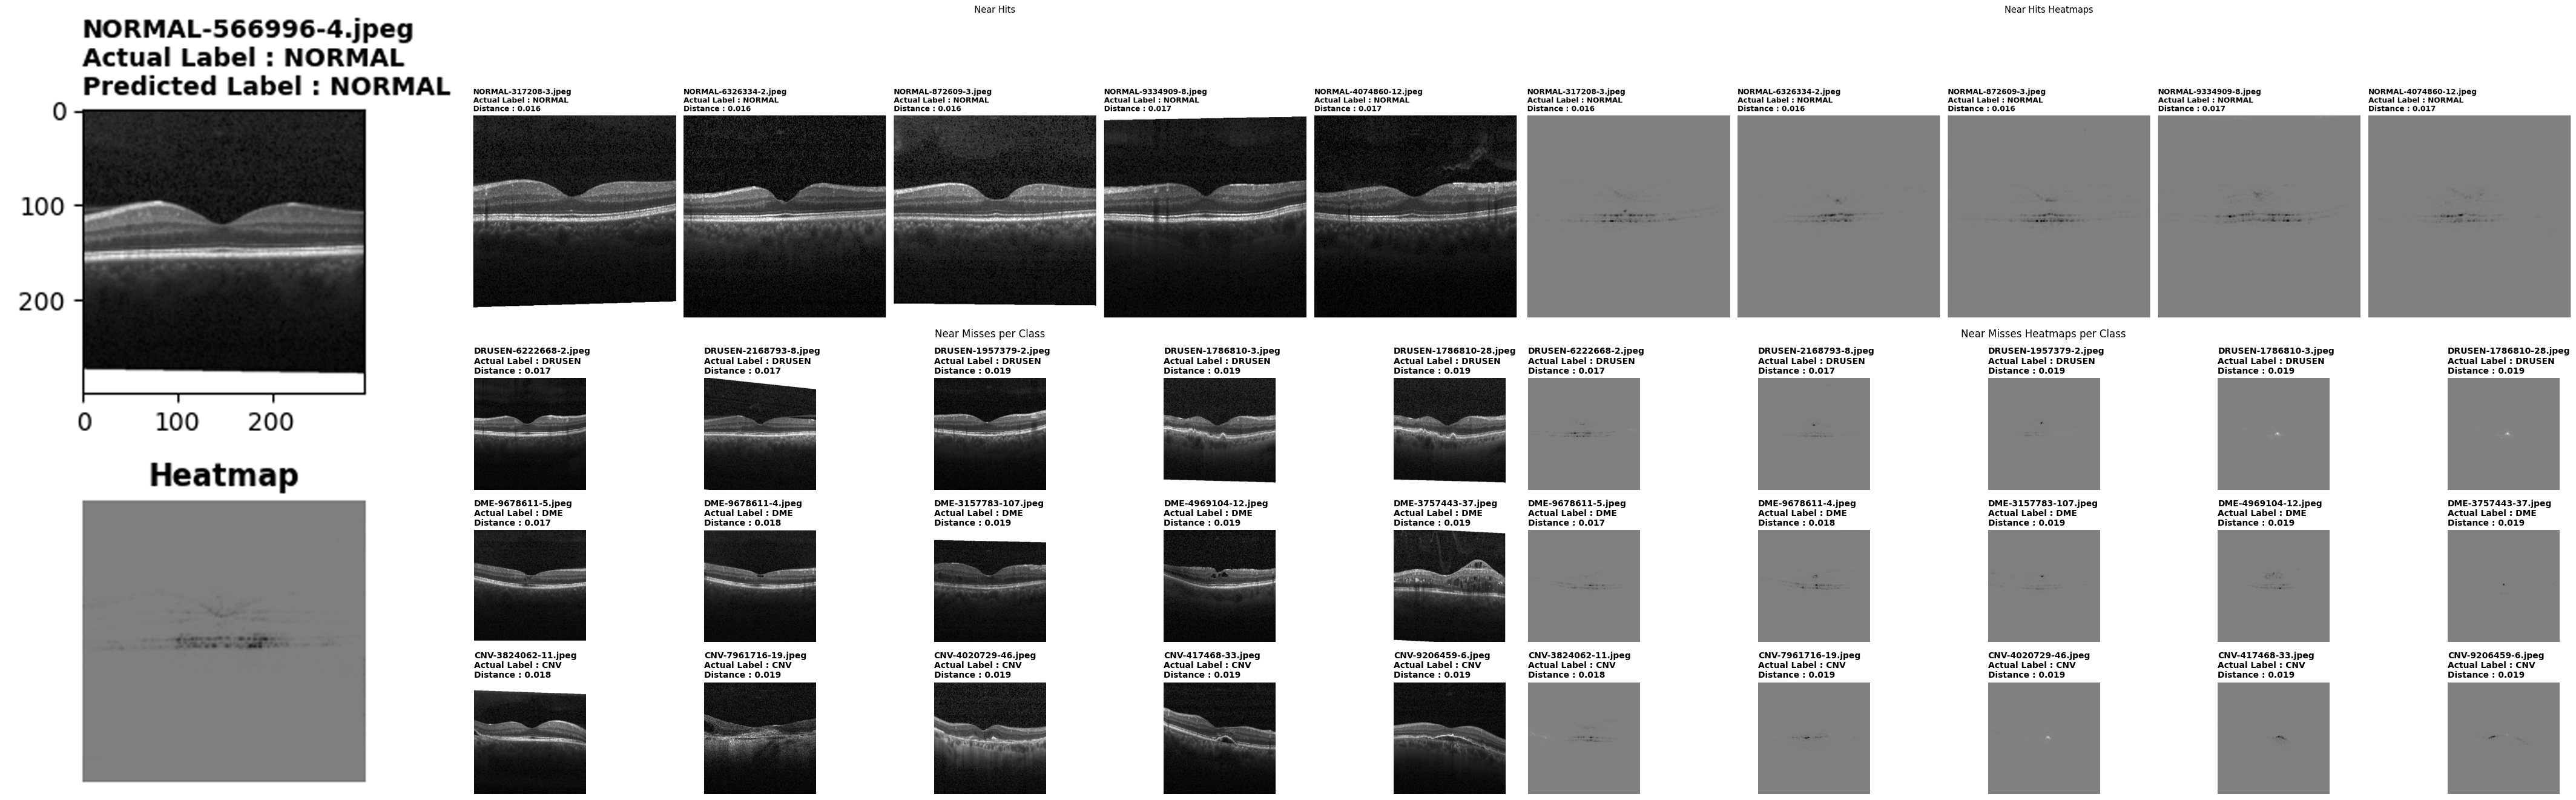 NORMAL-566996-4.jpeg
Actual Label : NORMAL
Predicted Label : NORMAL
0
100
200
0
100
200
Heatmap
Near Hits
NORMAL-317208-3.jpeg
Actual Label : NORMAL
Distance : 0.016
NORMAL-6326334-2.jpeg
Actual Label : NORMAL
Distance : 0.016
NORMAL-872609-3.jpeg
Actual Label : NORMAL
Distance : 0.016
NORMAL-9334909-8.jpeg
Actual Label : NORMAL
Distance : 0.017
NORMAL-4074860-12.jpeg
Actual Label : NORMAL
Distance : 0.017
Near Hits Heatmaps
NORMAL-317208-3.jpeg
Actual Label : NORMAL
Distance : 0.016
NORMAL-6326334-2.jpeg
Actual Label : NORMAL
Distance : 0.016
NORMAL-872609-3.jpeg
Actual Label : NORMAL
Distance : 0.016
NORMAL-9334909-8.jpeg
Actual Label : NORMAL
Distance : 0.017
NORMAL-4074860-12.jpeg
Actual Label : NORMAL
Distance : 0.017
Near Misses per Class
DRUSEN-6222668-2.jpeg
Actual Label : DRUSEN
Distance : 0.017
DRUSEN-2168793-8.jpeg
Actual Label : DRUSEN
Distance : 0.017
DRUSEN-1957379-2.jpeg
Actual Label : DRUSEN
Distance : 0.019
DRUSEN-1786810-3.jpeg
Actual Label : DRUSEN
Distance : 0.019
DRUSEN-1786810-28.jpeg
Actual Label : DRUSEN
Distance : 0.019
DME-9678611-5.jpeg
Actual Label : DME
Distance : 0.017
DME-9678611-4.jpeg
Actual Label : DME
Distance : 0.018
DME-3157783-107.jpeg
Actual Label : DME
Distance : 0.019
DME-4969104-12.jpeg
Actual Label : DME
Distance : 0.019
DME-3757443-37.jpeg
Actual Label : DME
Distance : 0.019
CNV-3824062-11.jpeg
Actual Label : CNV
Distance : 0.018
CNV-7961716-19.jpeg
Actual Label : CNV
Distance : 0.019
CNV-4020729-46.jpeg
Actual Label : CNV
Distance : 0.019
CNV-417468-33.jpeg
Actual Label : CNV
Distance : 0.019
CNV-9206459-6.jpeg
Actual Label : CNV
Distance : 0.019
Near Misses Heatmaps per Class
DRUSEN-6222668-2.jpeg
Actual Label : DRUSEN
Distance : 0.017
DRUSEN-2168793-8.jpeg
Actual Label : DRUSEN
Distance : 0.017
DRUSEN-1957379-2.jpeg
Actual Label : DRUSEN
Distance : 0.019
DRUSEN-1786810-3.jpeg
Actual Label : DRUSEN
Distance : 0.019
DRUSEN-1786810-28.jpeg
Actual Label : DRUSEN
Distance : 0.019
DME-9678611-5.jpeg
Actual Label : DME
Distance : 0.017
DME-9678611-4.jpeg
Actual Label : DME
Distance : 0.018
DME-3157783-107.jpeg
Actual Label : DME
Distance : 0.019
DME-4969104-12.jpeg
Actual Label : DME
Distance : 0.019
DME-3757443-37.jpeg
Actual Label : DME
Distance : 0.019
CNV-3824062-11.jpeg
Actual Label : CNV
Distance : 0.018
CNV-7961716-19.jpeg
Actual Label : CNV
Distance : 0.019
CNV-4020729-46.jpeg
Actual Label : CNV
Distance : 0.019
CNV-417468-33.jpeg
Actual Label : CNV
Distance : 0.019
CNV-9206459-6.jpeg
Actual Label : CNV
Distance : 0.019